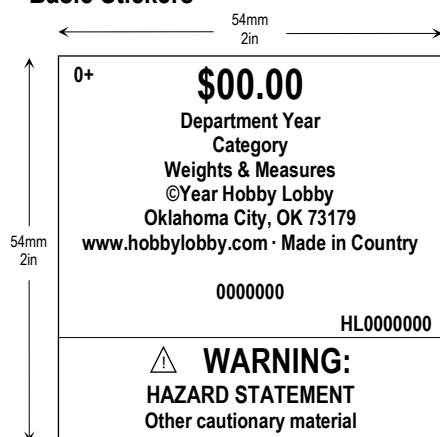 Basic Stickers
54mm
2in
0+
$00.00
Department Year
Category
Weights & Measures
©Year Hobby Lobby
Oklahoma City, OK 73179
www.hobbylobby.com · Made in Country
54mm
2in
0000000
HL0000000
⚠ WARNING:
HAZARD STATEMENT
Other cautionary material